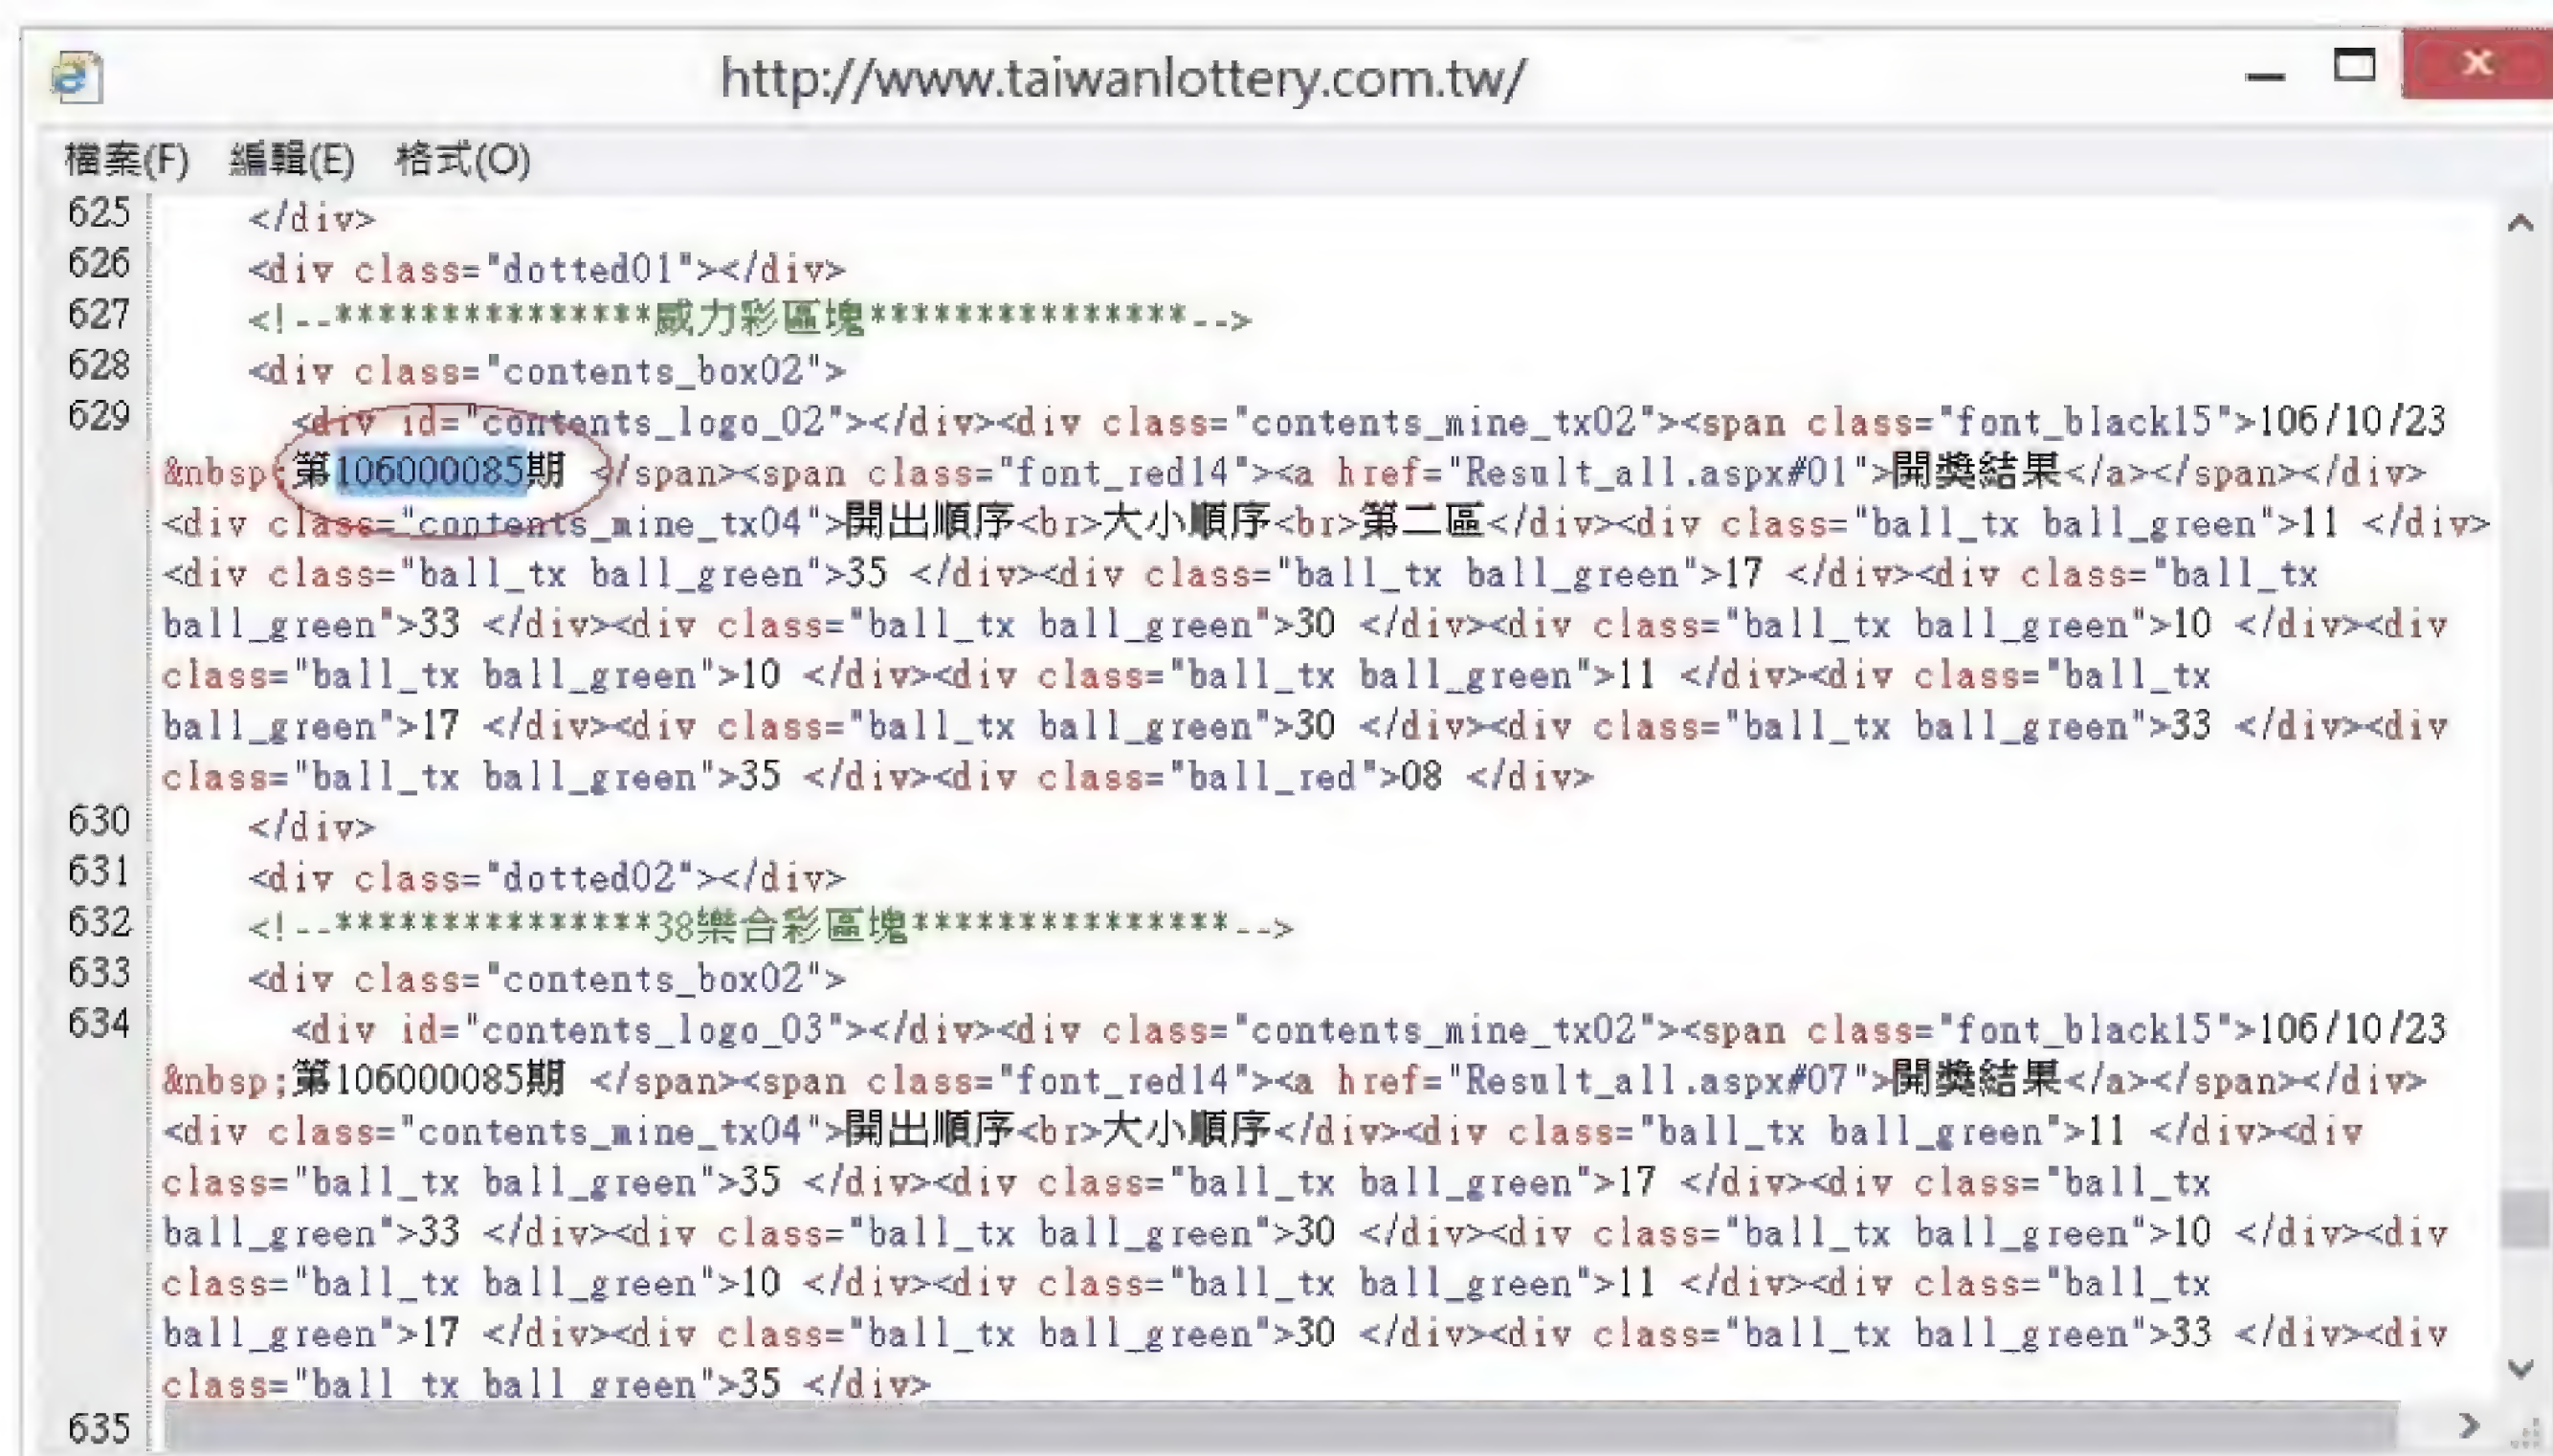 http://www.taiwanlottery.com.tw/
檔案(F) 編輯(E) 格式(O)
625 </div>
626 <div class="dotted01"></div>
627 <!--***************威力彩區塊***************-->
628 <div class="contents_box02">
629 <div id="contents_logo_02"></div><div class="contents_mine_tx02"><span class="font_black15">106/10/23
&nbsp;第106000085期 </span><span class="font_red14"><a href="Result_all.aspx#01">開獎結果</a></span></div>
<div class="contents_mine_tx04">開出順序<br>大小順序<br>第二區</div><div class="ball_tx ball_green">11 </div>
<div class="ball_tx ball_green">35 </div><div class="ball_tx ball_green">17 </div><div class="ball_tx
ball_green">33 </div><div class="ball_tx ball_green">30 </div><div class="ball_tx ball_green">10 </div><div
class="ball_tx ball_green">10 </div><div class="ball_tx ball_green">11 </div><div class="ball_tx
ball_green">17 </div><div class="ball_tx ball_green">30 </div><div class="ball_tx ball_green">33 </div><div
class="ball_tx ball_green">35 </div><div class="ball_red">08 </div>
630 </div>
631 <div class="dotted02"></div>
632 <!--***************38樂合彩區塊***************-->
633 <div class="contents_box02">
634 <div id="contents_logo_03"></div><div class="contents_mine_tx02"><span class="font_black15">106/10/23
&nbsp;第106000085期 </span><span class="font_red14"><a href="Result_all.aspx#07">開獎結果</a></span></div>
<div class="contents_mine_tx04">開出順序<br>大小順序</div><div class="ball_tx ball_green">11 </div><div
class="ball_tx ball_green">35 </div><div class="ball_tx ball_green">17 </div><div class="ball_tx
ball_green">33 </div><div class="ball_tx ball_green">30 </div><div class="ball_tx ball_green">10 </div><div
class="ball_tx ball_green">10 </div><div class="ball_tx ball_green">11 </div><div class="ball_tx
ball_green">17 </div><div class="ball_tx ball_green">30 </div><div class="ball_tx ball_green">33 </div><div
class="ball_tx ball_green">35 </div>
635